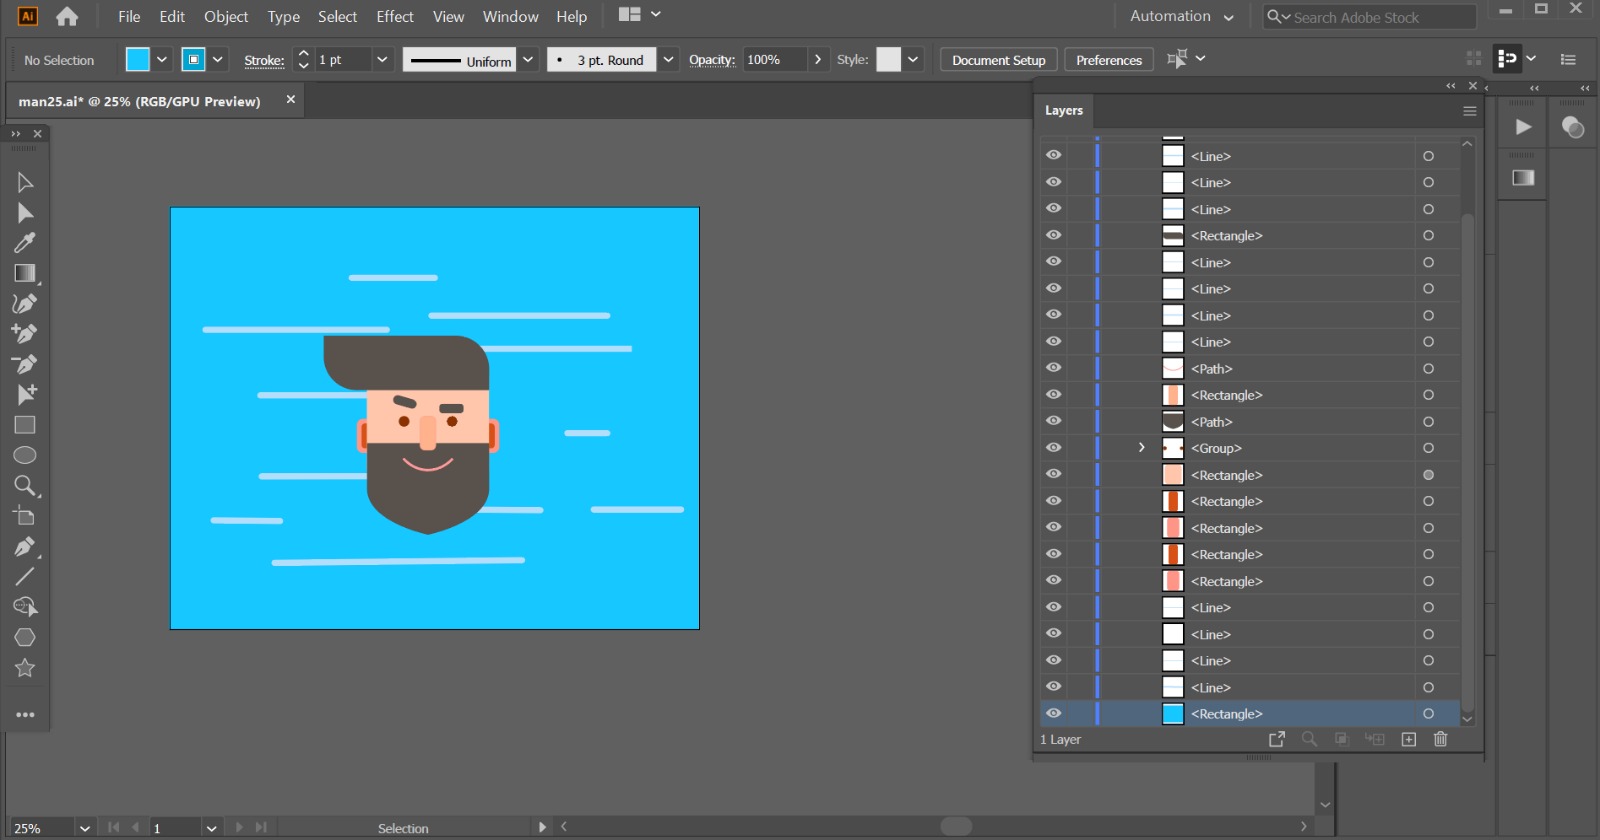 Ai File Edit Object Type Select Effect View Window Help Automation Search Adobe Stock
No Selection Stroke: 1 pt Uniform 3 pt. Round Opacity: 100% Style: Document Setup Preferences
man25.ai* @ 25% (RGB/GPU Preview)
Layers
<Line>
<Line>
<Line>
<Rectangle>
<Line>
<Line>
<Line>
<Line>
<Path>
<Rectangle>
<Path>
<Group>
<Rectangle>
<Rectangle>
<Rectangle>
<Rectangle>
<Rectangle>
<Line>
<Line>
<Line>
<Line>
<Rectangle>
1 Layer
25% 1 Selection